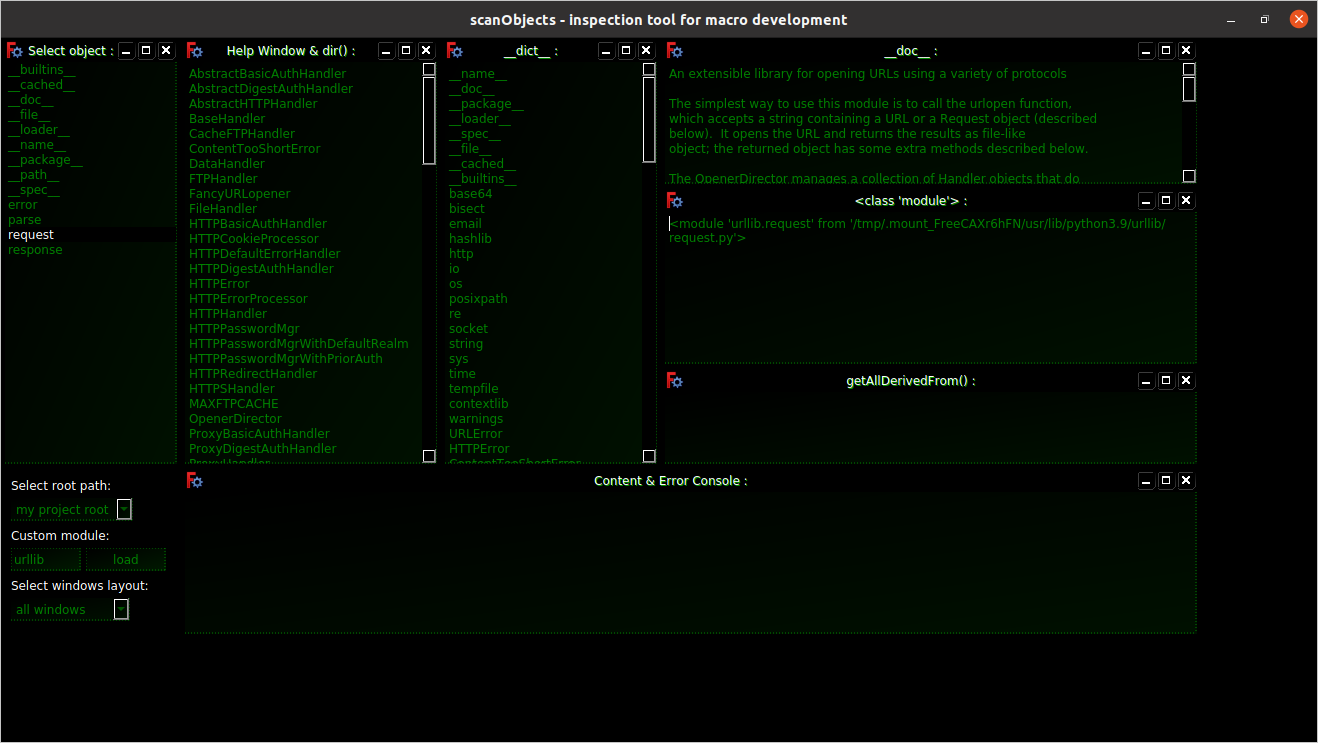 scanObjects - inspection tool for macro development
Select object :
__builtins__
__cached__
__doc__
__file__
__loader__
__name__
__package__
__path__
__spec__
error
parse
request
response
Help Window & dir() :
AbstractBasicAuthHandler
AbstractDigestAuthHandler
AbstractHTTPHandler
BaseHandler
CacheFTPHandler
ContentTooShortError
DataHandler
FTPHandler
FancyURLopener
FileHandler
HTTPBasicAuthHandler
HTTPCookieProcessor
HTTPDefaultErrorHandler
HTTPDigestAuthHandler
HTTPError
HTTPErrorProcessor
HTTPHandler
HTTPPasswordMgr
HTTPPasswordMgrWithDefaultRealm
HTTPPasswordMgrWithPriorAuth
HTTPRedirectHandler
HTTPSHandler
MAXFTPCACHE
OpenerDirector
ProxyBasicAuthHandler
ProxyDigestAuthHandler
ProxyHandler
__dict__ :
__name__
__doc__
__package__
__loader__
__spec__
__file__
__cached__
__builtins__
base64
bisect
email
hashlib
http
io
os
posixpath
re
socket
string
sys
time
tempfile
contextlib
warnings
URLError
HTTPError
ContentTooShortError
__doc__ :
An extensible library for opening URLs using a variety of protocols
The simplest way to use this module is to call the urlopen function,
which accepts a string containing a URL or a Request object (described
below).  It opens the URL and returns the results as file-like
object; the returned object has some extra methods described below.
The OpenerDirector manages a collection of Handler objects that do
<class 'module'> :
<module 'urllib.request' from '/tmp/.mount_FreeCAXr6hFN/usr/lib/python3.9/urllib/
request.py'>
getAllDerivedFrom() :
Select root path:
my project root
Custom module:
urllib load
Select windows layout:
all windows
Content & Error Console :